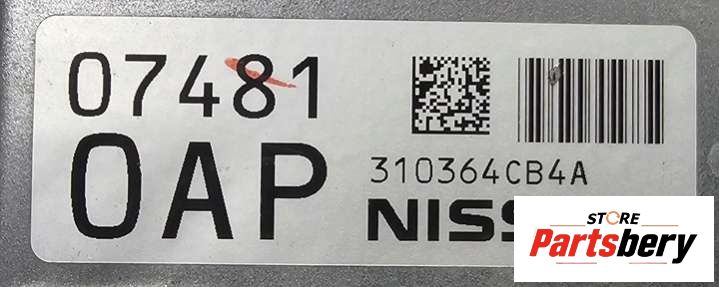 07481
0AP
310364CB4A
NISS
STORE
Partsbery